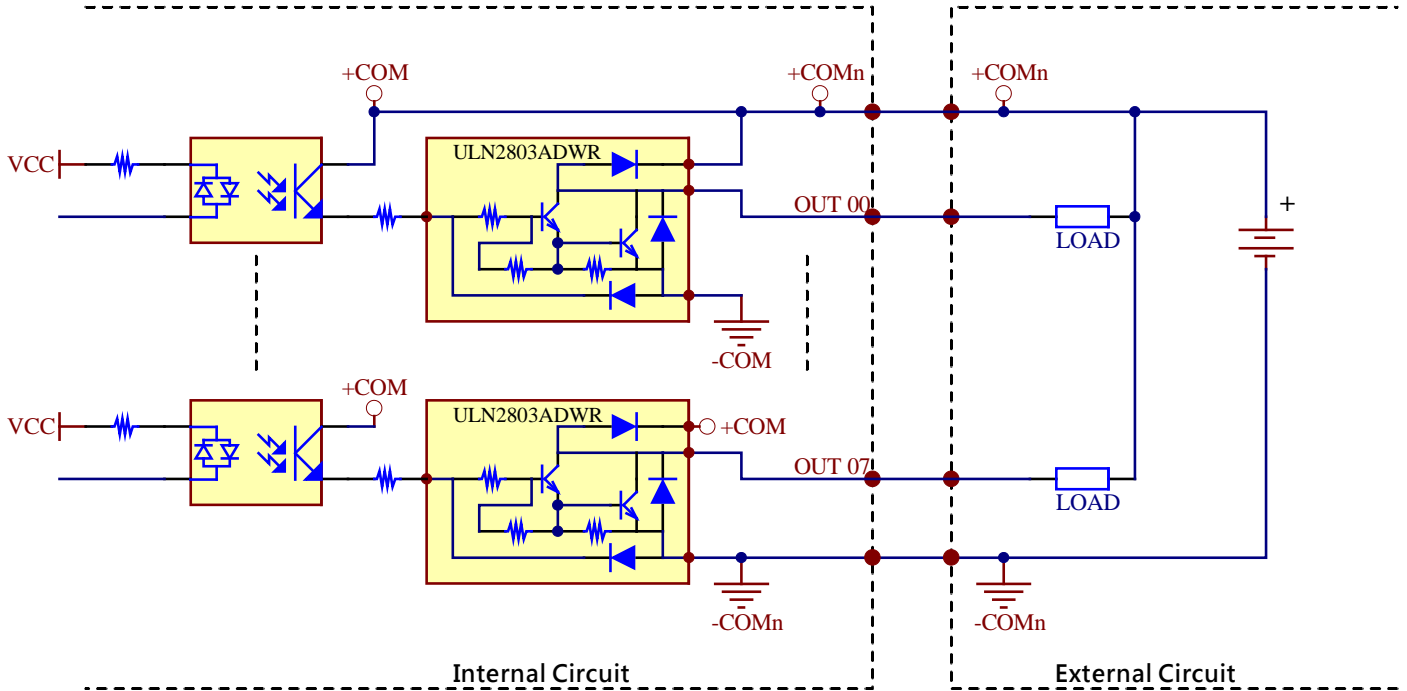 +COM
+COMn
+COMn
VCC
ULN2803ADWR
OUT 00
+
LOAD
-COM
+COM
VCC
ULN2803ADWR
+COM
OUT 07
LOAD
-COMn
-COMn
Internal Circuit
External Circuit